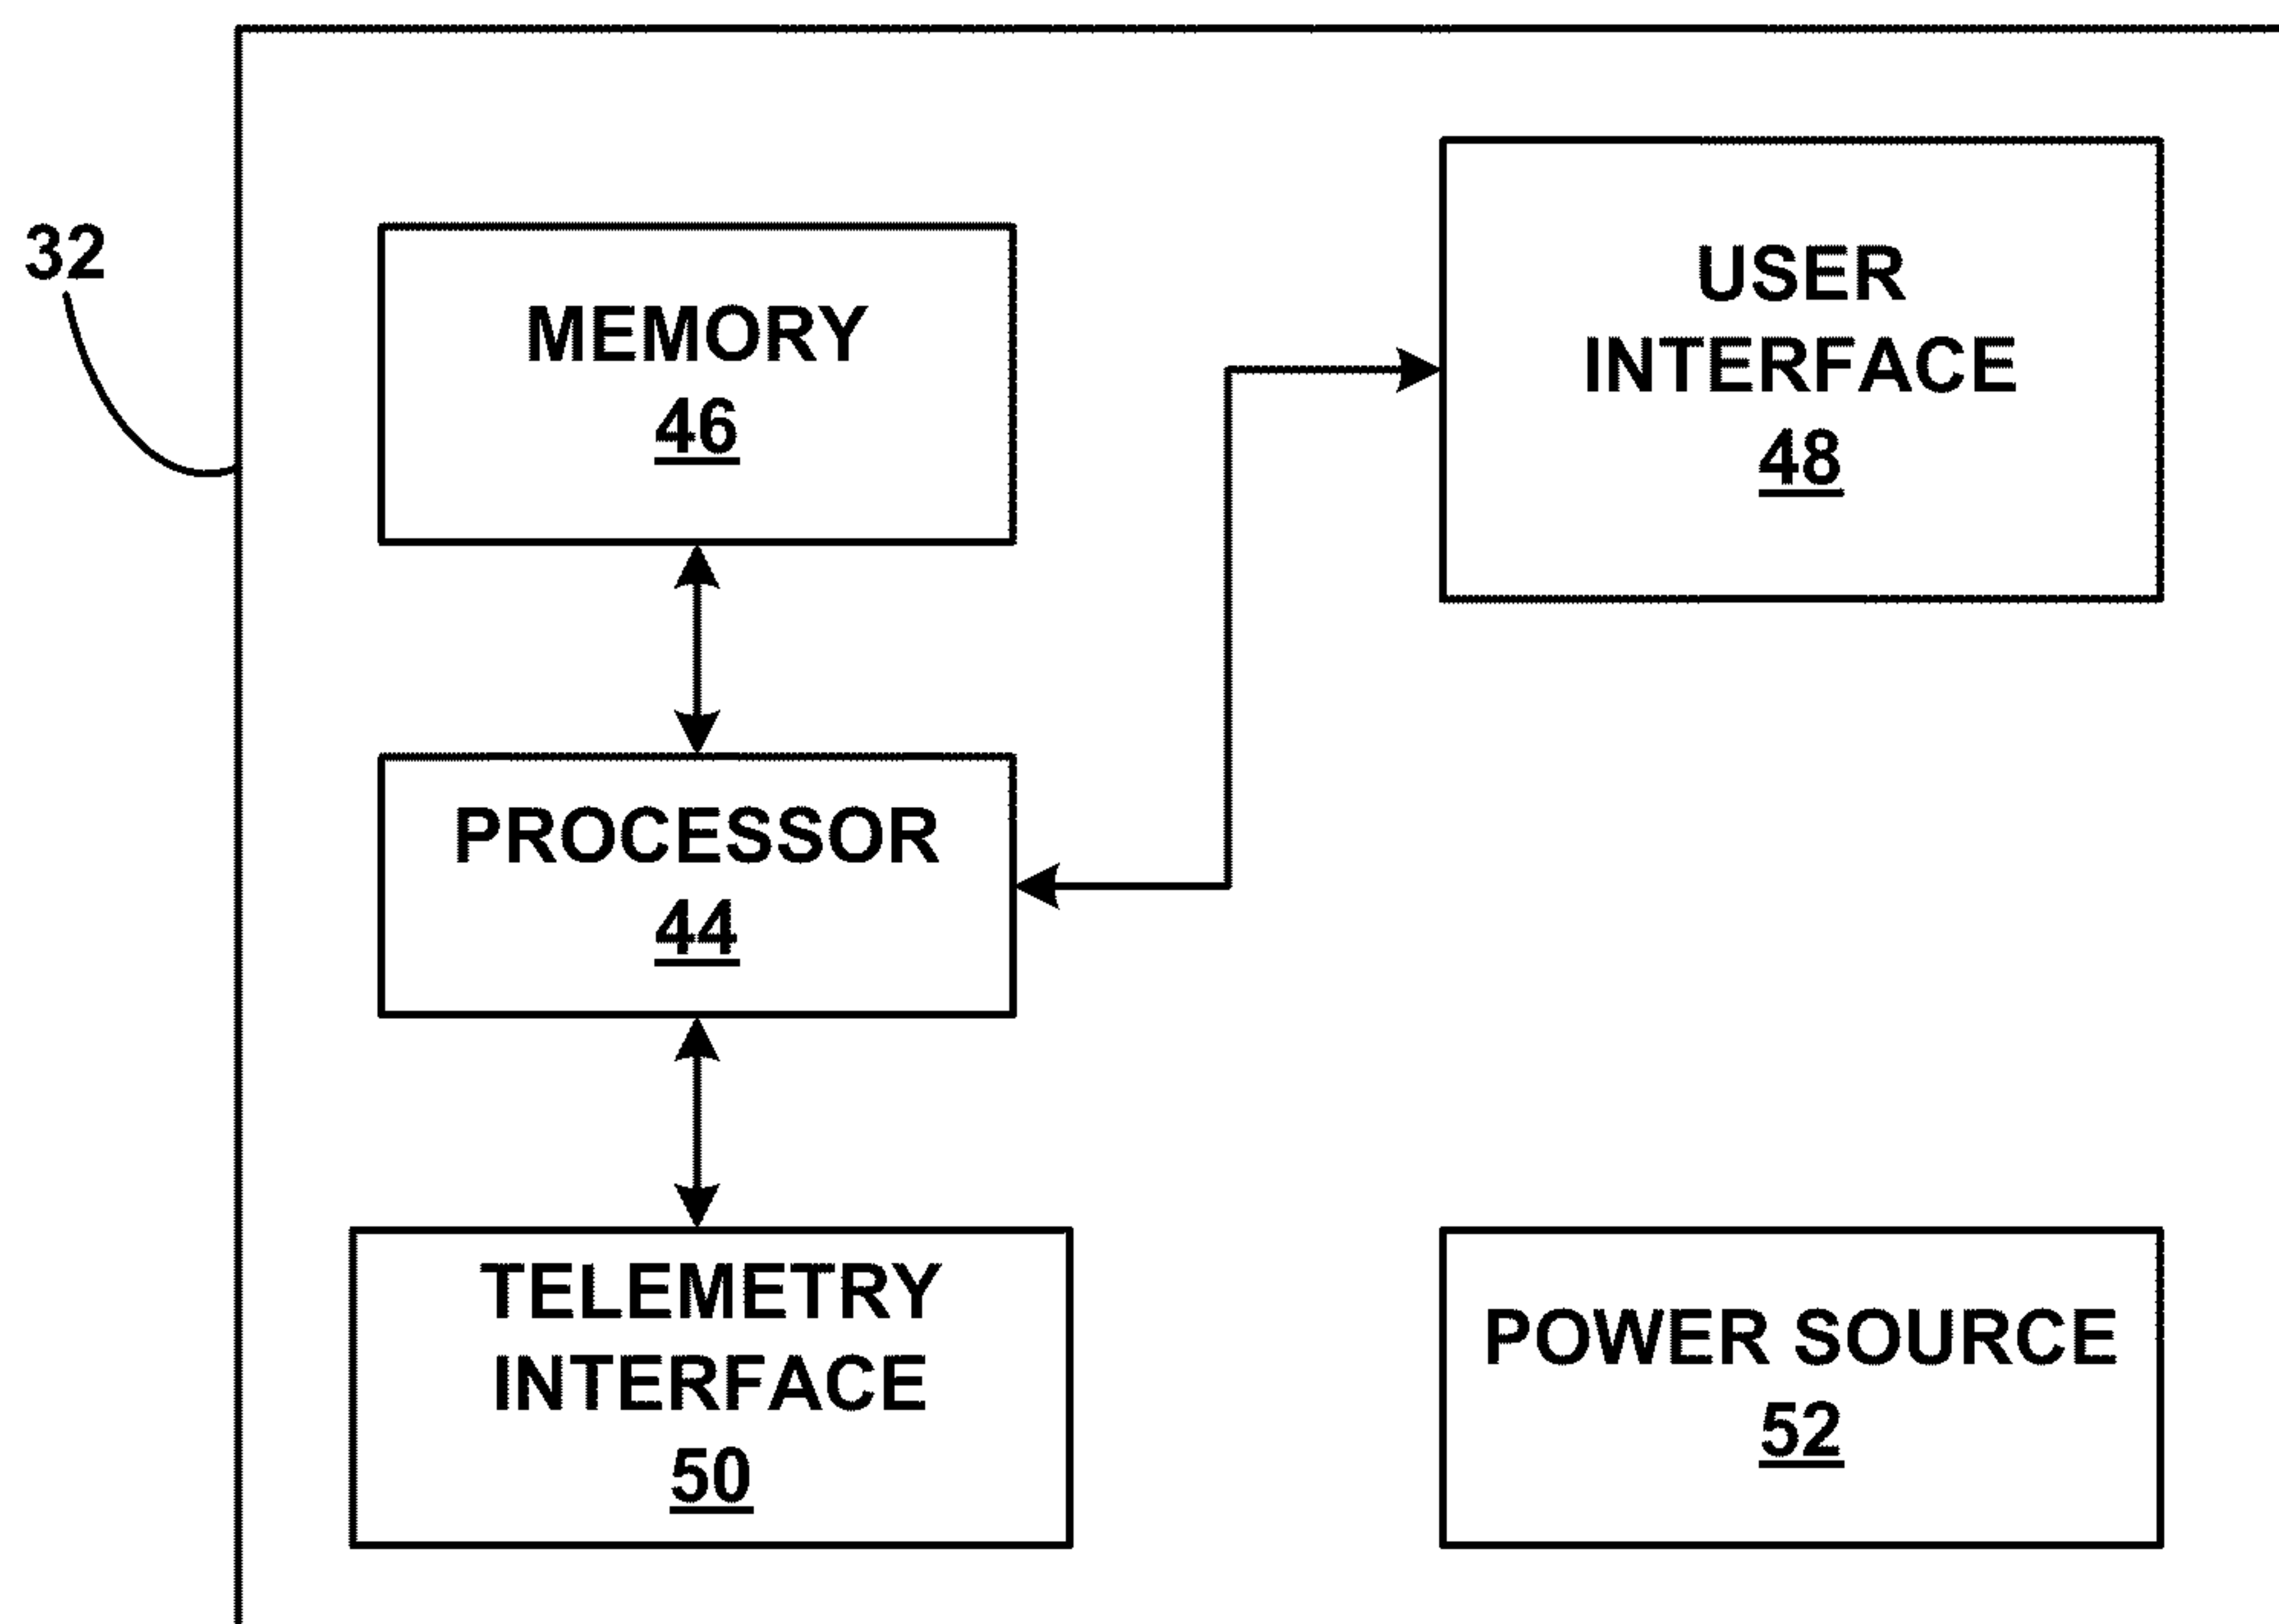 32
MEMORY
46
USER
INTERFACE
48
PROCESSOR
44
TELEMETRY
INTERFACE
50
POWER SOURCE
52